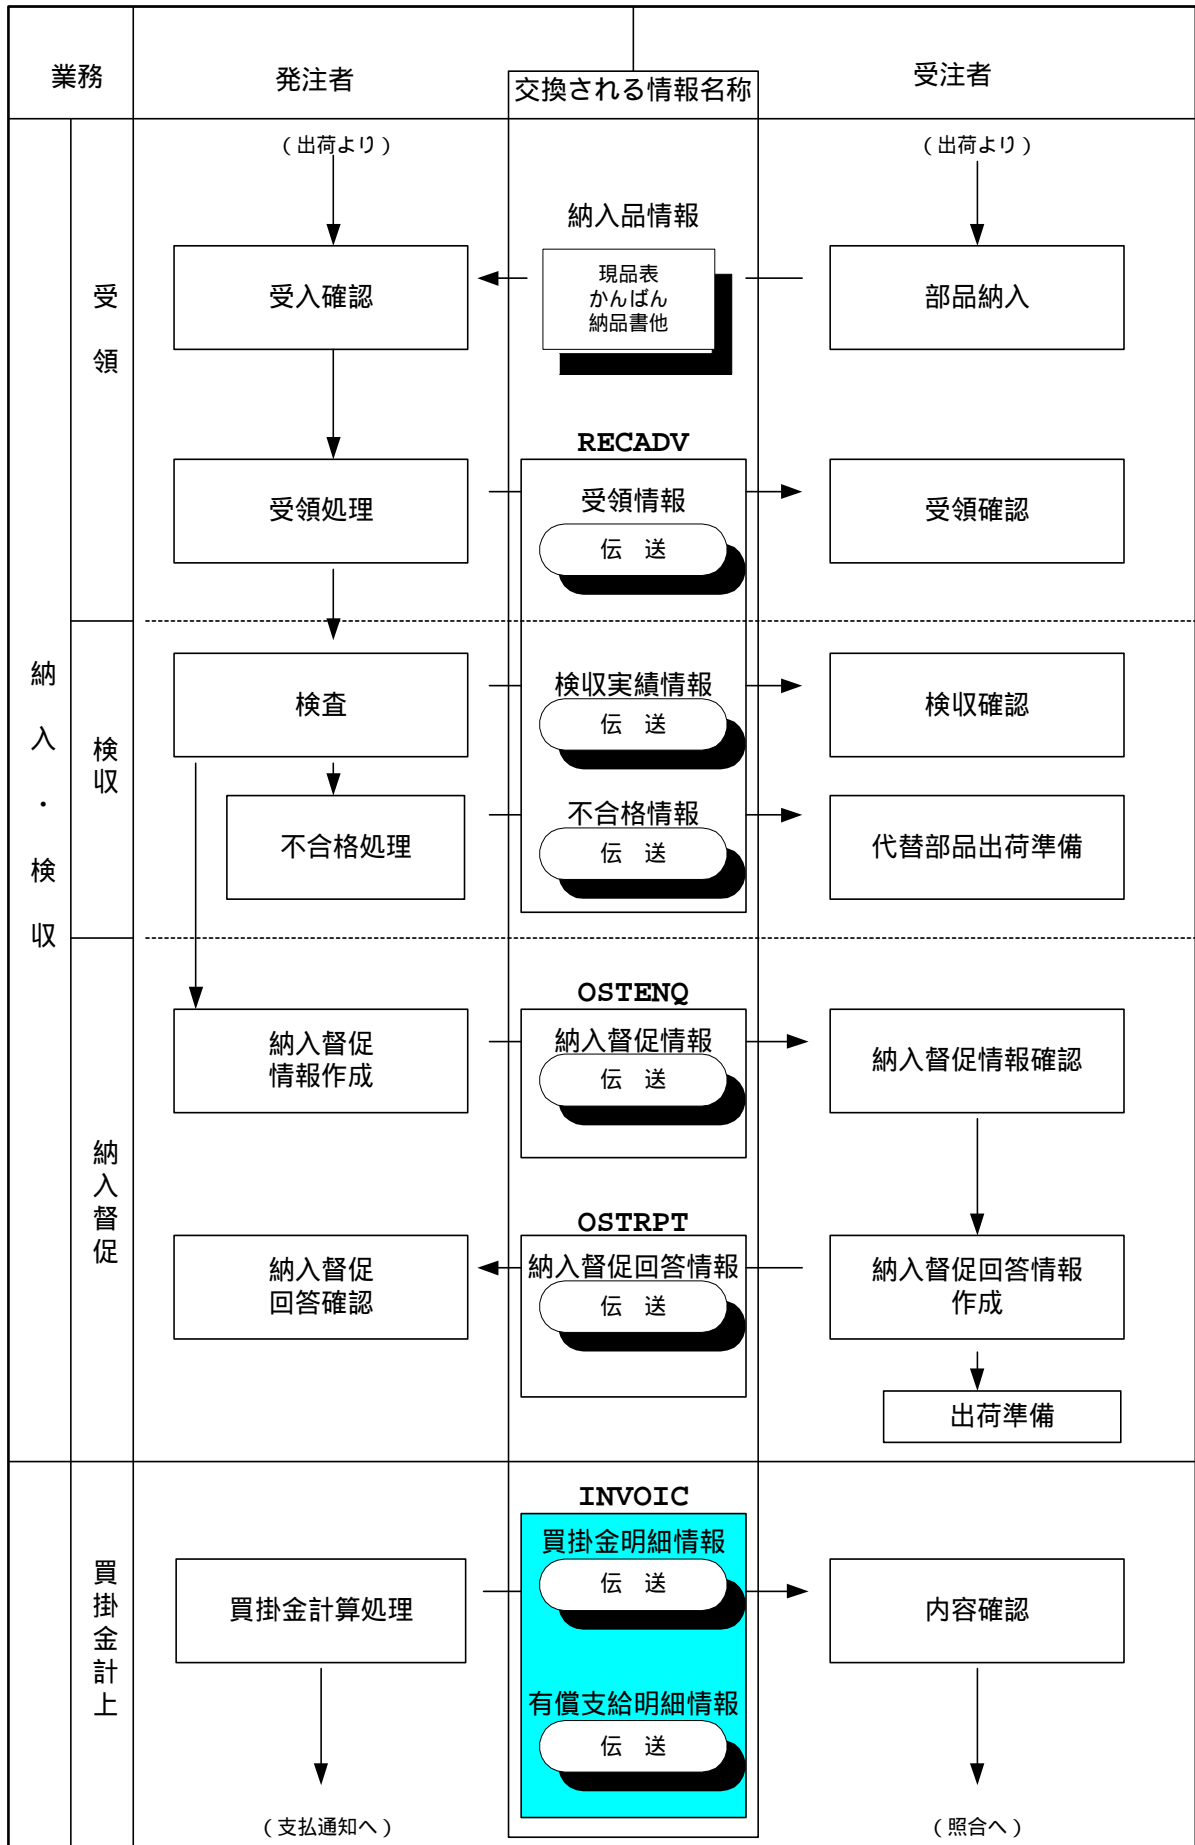 業務
発注者
交換される情報名称
受注者
納入・検収
受領
(出荷より)
(出荷より)
納入品情報
受入確認
現品表
かんばん
納品書他
部品納入
RECADV
受領処理
受領情報
伝 送
受領確認
検収
検査
検収実績情報
伝 送
検収確認
不合格処理
不合格情報
伝 送
代替部品出荷準備
納入督促
OSTENQ
納入督促
情報作成
納入督促情報
伝 送
納入督促情報確認
OSTRPT
納入督促
回答確認
納入督促回答情報
伝 送
納入督促回答情報
作成
出荷準備
買掛金計上
INVOIC
買掛金計算処理
買掛金明細情報
伝 送
内容確認
有償支給明細情報
伝 送
(支払通知へ)
(照合へ)